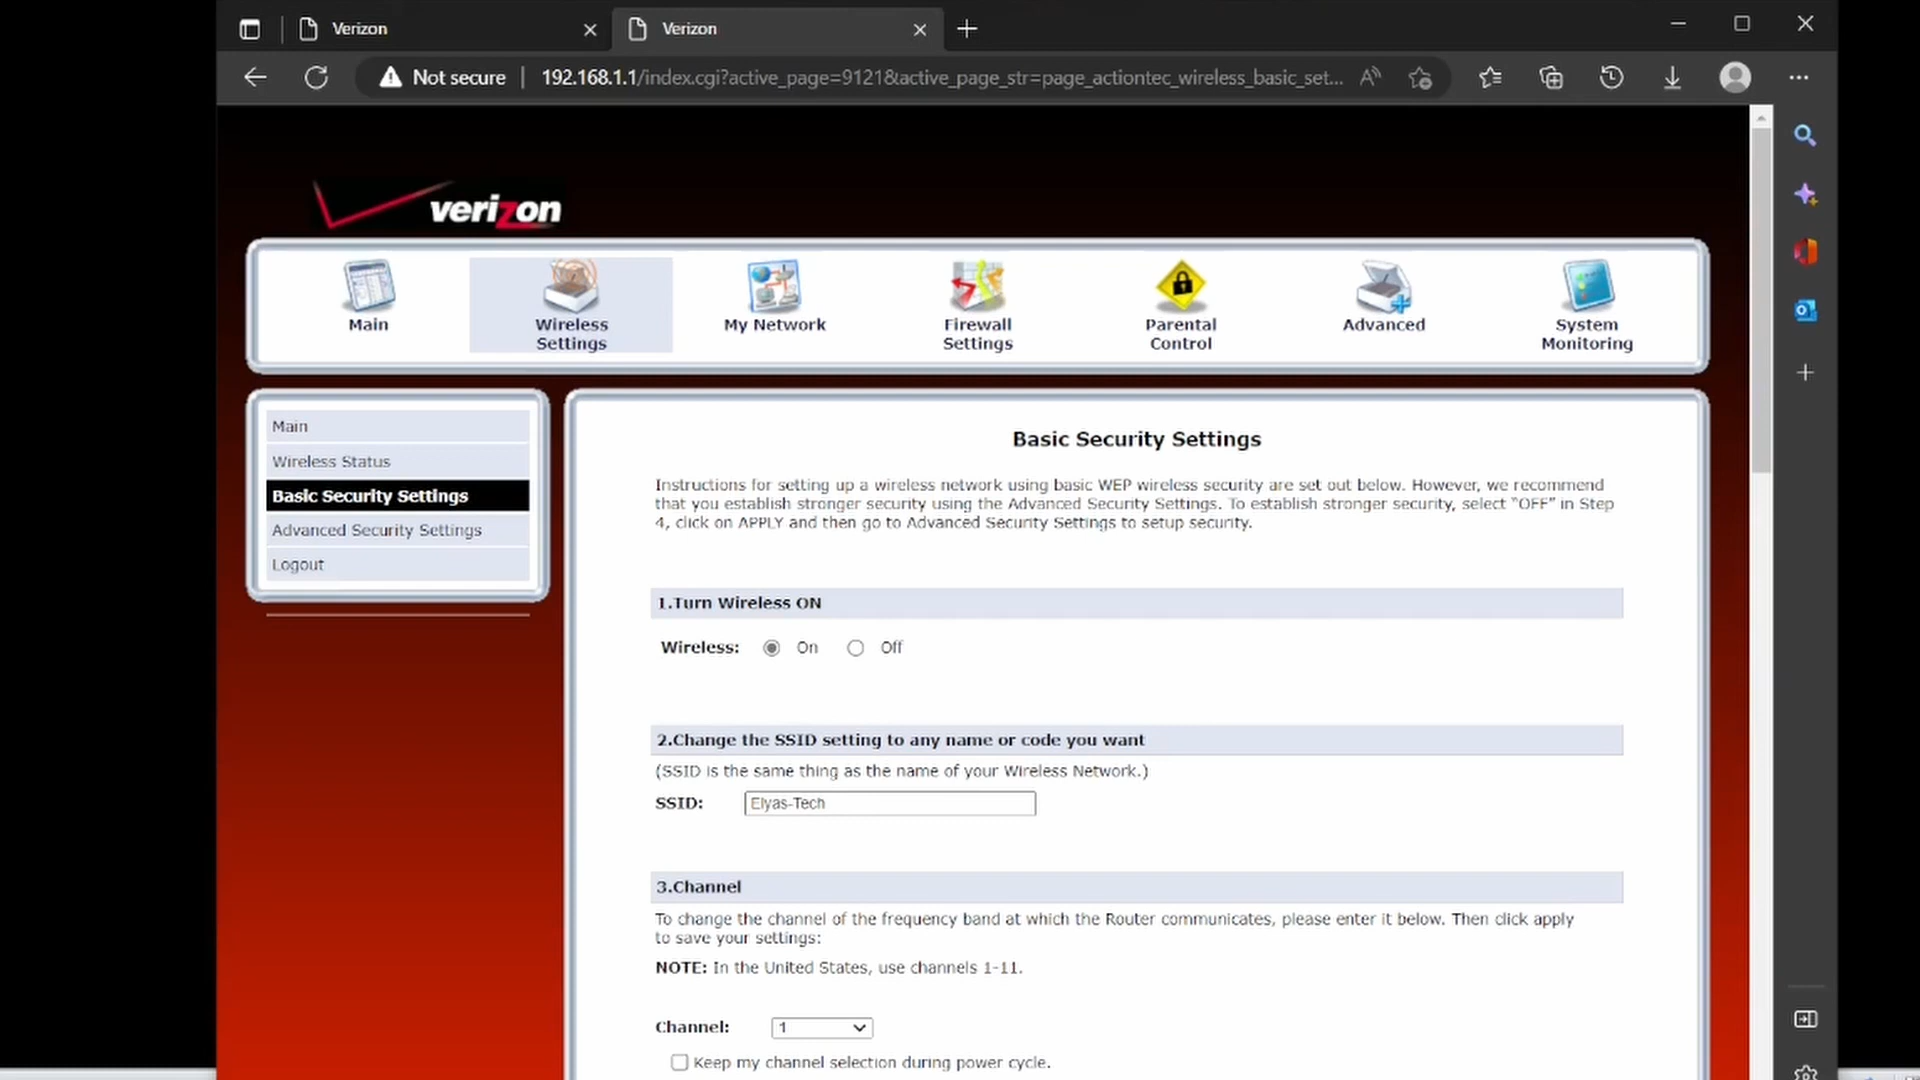 Verizon
Verizon
Not secure
192.168.1.1/index.cgi?active_page=9121&active_page_str=page_actiontec_wireless_basic_set...
verizon
Main
Wireless
Settings
My Network
Firewall
Settings
Parental
Control
Advanced
System
Monitoring
Main
Wireless Status
Basic Security Settings
Advanced Security Settings
Logout
Basic Security Settings
Instructions for setting up a wireless network using basic WEP wireless security are set out below. However, we recommend
that you establish stronger security using the Advanced Security Settings. To establish stronger security, select “OFF” in Step
4, click on APPLY and then go to Advanced Security Settings to setup security.
1.Turn Wireless ON
Wireless: On Off
2.Change the SSID setting to any name or code you want
(SSID is the same thing as the name of your Wireless Network.)
SSID: Elyas-Tech
3.Channel
To change the channel of the frequency band at which the Router communicates, please enter it below. Then click apply
to save your settings:
NOTE: In the United States, use channels 1-11.
Channel: 1
Keep my channel selection during power cycle.